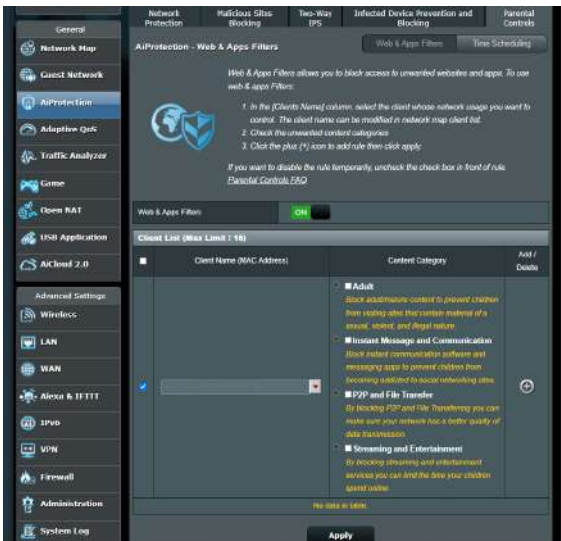 Network Protection
Malicious Sites Blocking
Two-Way IPS
Infected Device Prevention and Blocking
Parental Controls
General
Network Map
Guest Network
AiProtection
Adaptive QoS
Traffic Analyzer
Game
Open NAT
USB Application
AiCloud 2.0
Advanced Settings
Wireless
LAN
WAN
Alexa & IFTTT
IPv6
VPN
Firewall
Administration
System Log
AiProtection - Web & Apps Filters
Web & Apps Filters
Time Scheduling
Web & Apps Filters allows you to block access to unwanted websites and apps. To use
web & apps Filters:
1. In the [Clients Name] column, select the client whose network usage you want to
control. The client name can be modified in network map client list.
2. Check the unwanted content categories
3. Click the plus (+) icon to add rule then click apply.
If you want to disable the rule temporarily, uncheck the check box in front of rule.
Parental Controls FAQ
Web & Apps Filters
ON
Client List (Max Limit : 16)
Client Name (MAC Address)
Content Category
Add /
Delete
Adult
Block adult/mature content to prevent children
from visiting sites that contain material of a
sexual, violent, and illegal nature.
Instant Message and Communication
Block instant communication software and
messaging apps to prevent children from
becoming addicted to social networking sites.
P2P and File Transfer
By blocking P2P and File Transferring you can
make sure your network has a better quality of
data transmission.
Streaming and Entertainment
By blocking streaming and entertainment
services you can limit the time your children
spend online.
No data in table.
Apply